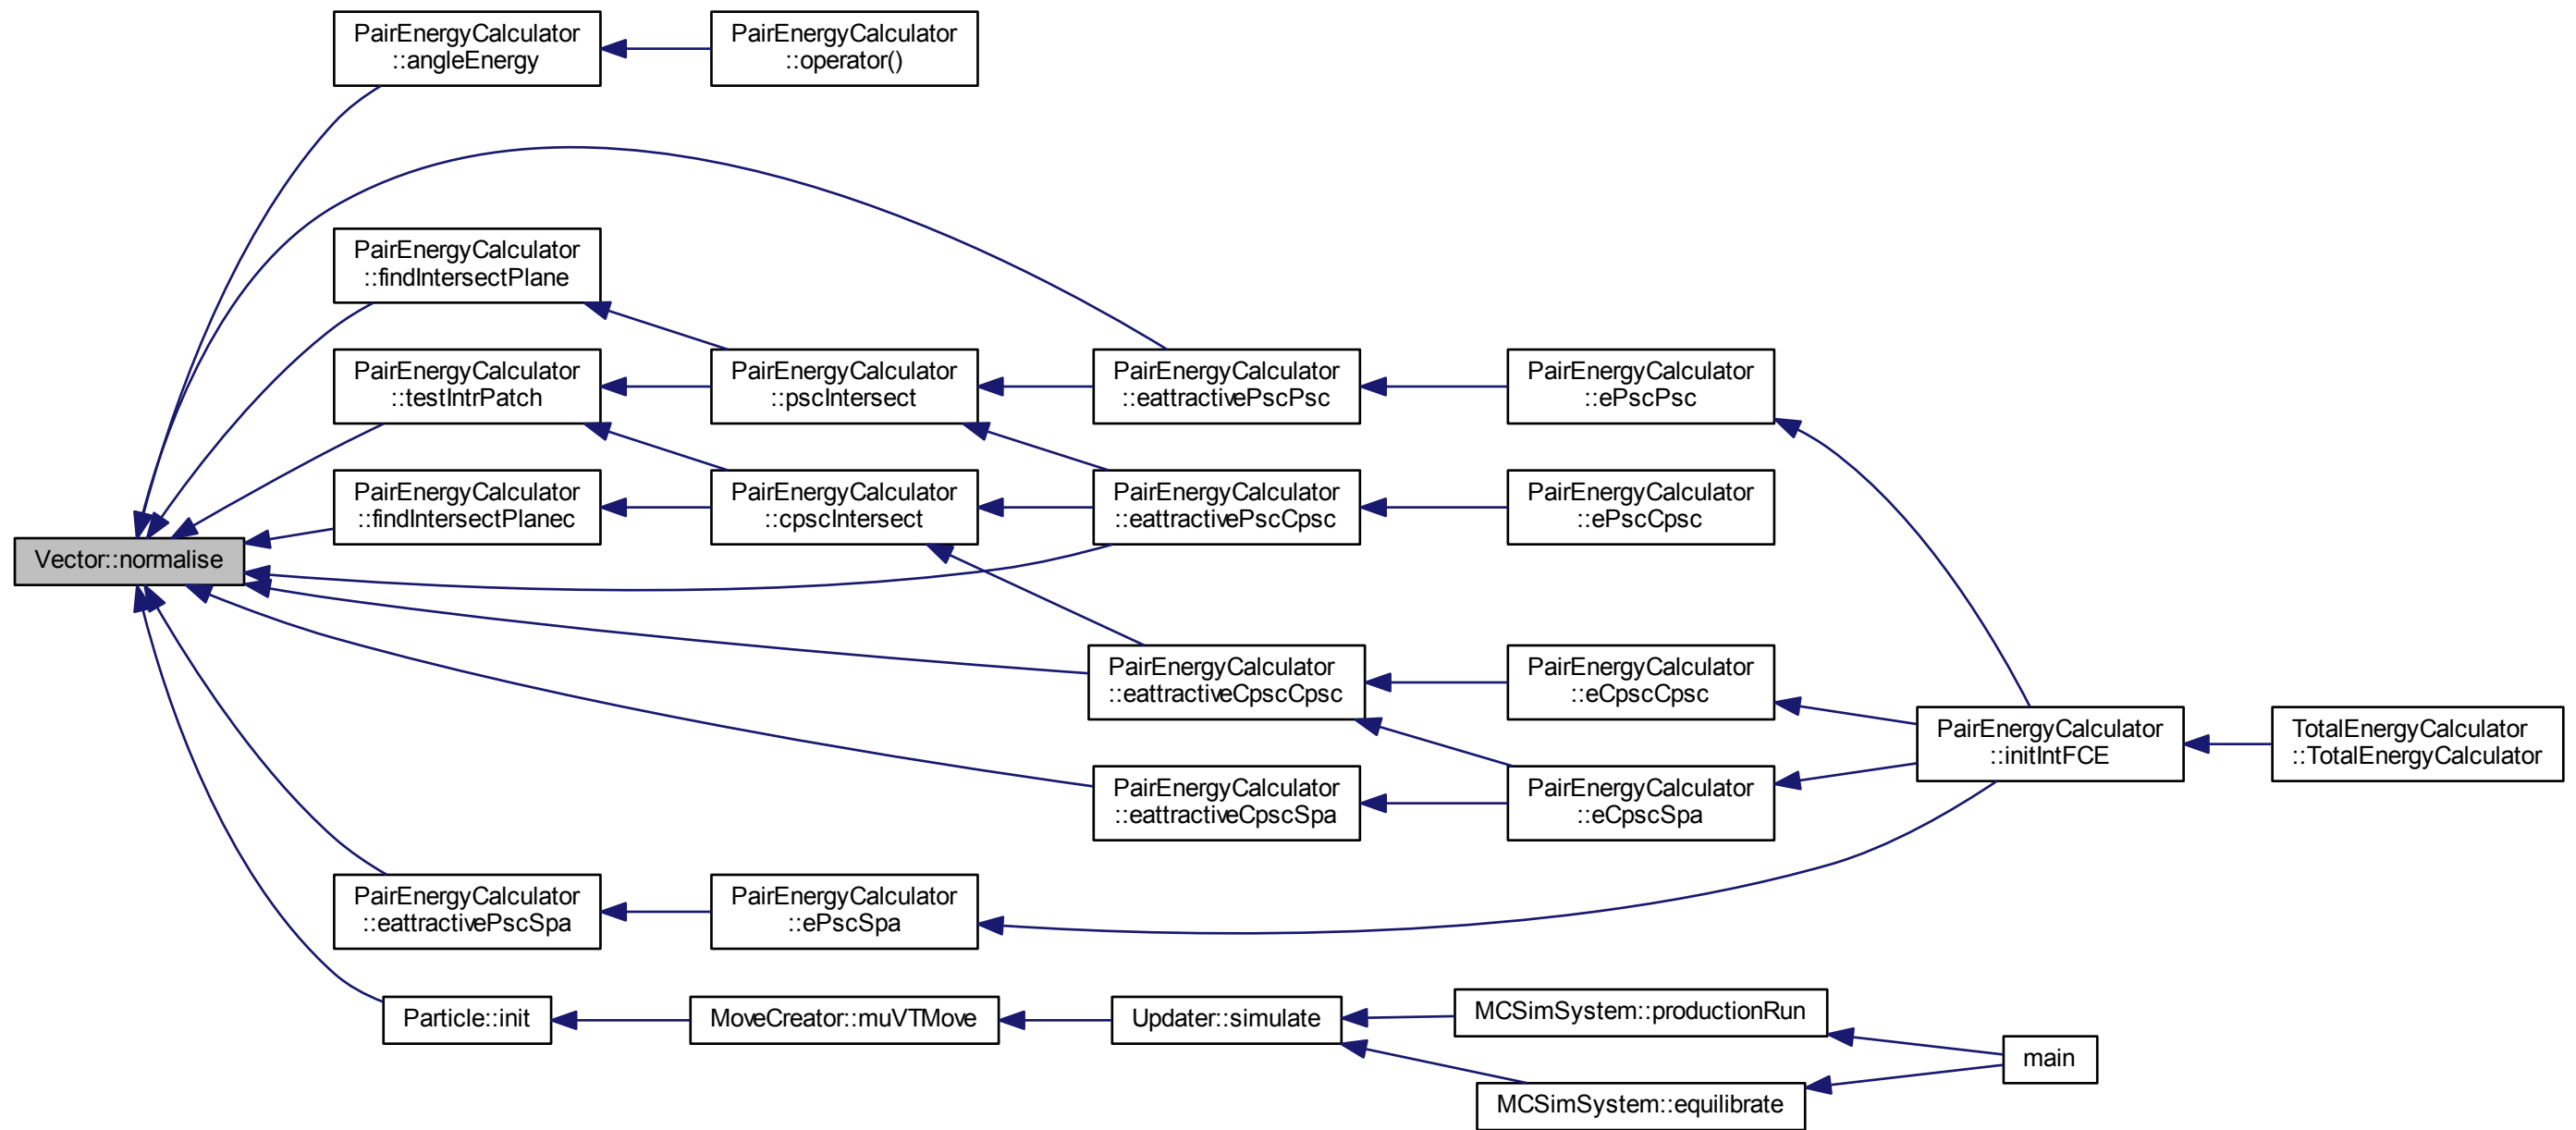 PairEnergyCalculator
::angleEnergy
PairEnergyCalculator
::operator()
PairEnergyCalculator
::findIntersectPlane
PairEnergyCalculator
::testIntrPatch
PairEnergyCalculator
::pscIntersect
PairEnergyCalculator
::eattractivePscPsc
PairEnergyCalculator
::ePscPsc
PairEnergyCalculator
::findIntersectPlanec
PairEnergyCalculator
::cpscIntersect
PairEnergyCalculator
::eattractivePscCpsc
PairEnergyCalculator
::ePscCpsc
Vector::normalise
PairEnergyCalculator
::eattractiveCpscCpsc
PairEnergyCalculator
::eCpscCpsc
PairEnergyCalculator
::initIntFCE
TotalEnergyCalculator
::TotalEnergyCalculator
PairEnergyCalculator
::eattractiveCpscSpa
PairEnergyCalculator
::eCpscSpa
PairEnergyCalculator
::eattractivePscSpa
PairEnergyCalculator
::ePscSpa
Particle::init
MoveCreator::muVTMove
Updater::simulate
MCSimSystem::productionRun
main
MCSimSystem::equilibrate